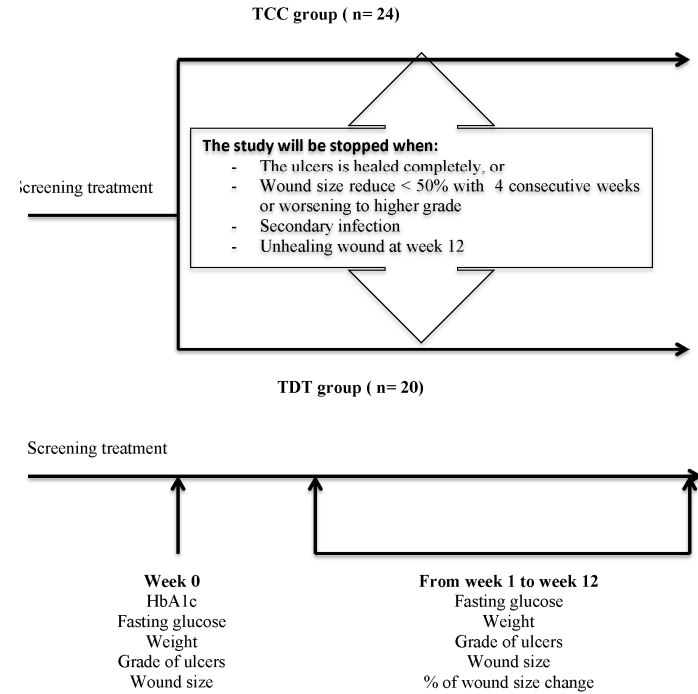 TCC group ( n= 24)
The study will be stopped when:
- The ulcers is healed completely, or
- Wound size reduce < 50% with 4 consecutive weeks
or worsening to higher grade
- Secondary infection
- Unhealing wound at week 12
Screening treatment
TDT group ( n= 20)
Screening treatment
Week 0
HbA1c
Fasting glucose
Weight
Grade of ulcers
Wound size
From week 1 to week 12
Fasting glucose
Weight
Grade of ulcers
Wound size
% of wound size change